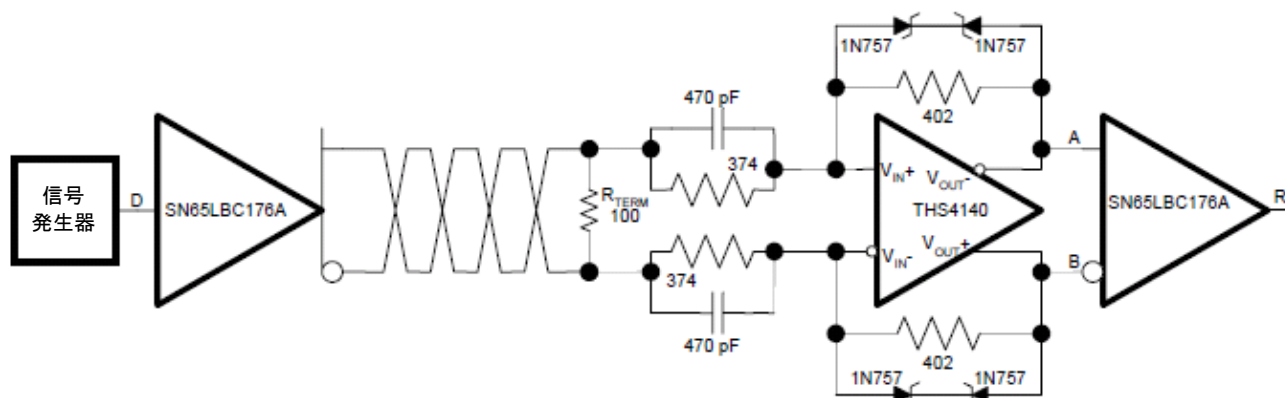 信号
発生器
D
SN65LBC176A
R_TERM
100
470 pF
374
374
470 pF
1N757
1N757
402
V_IN+
V_OUT-
THS4140
V_IN-
V_OUT+
402
1N757
1N757
A
B
SN65LBC176A
R